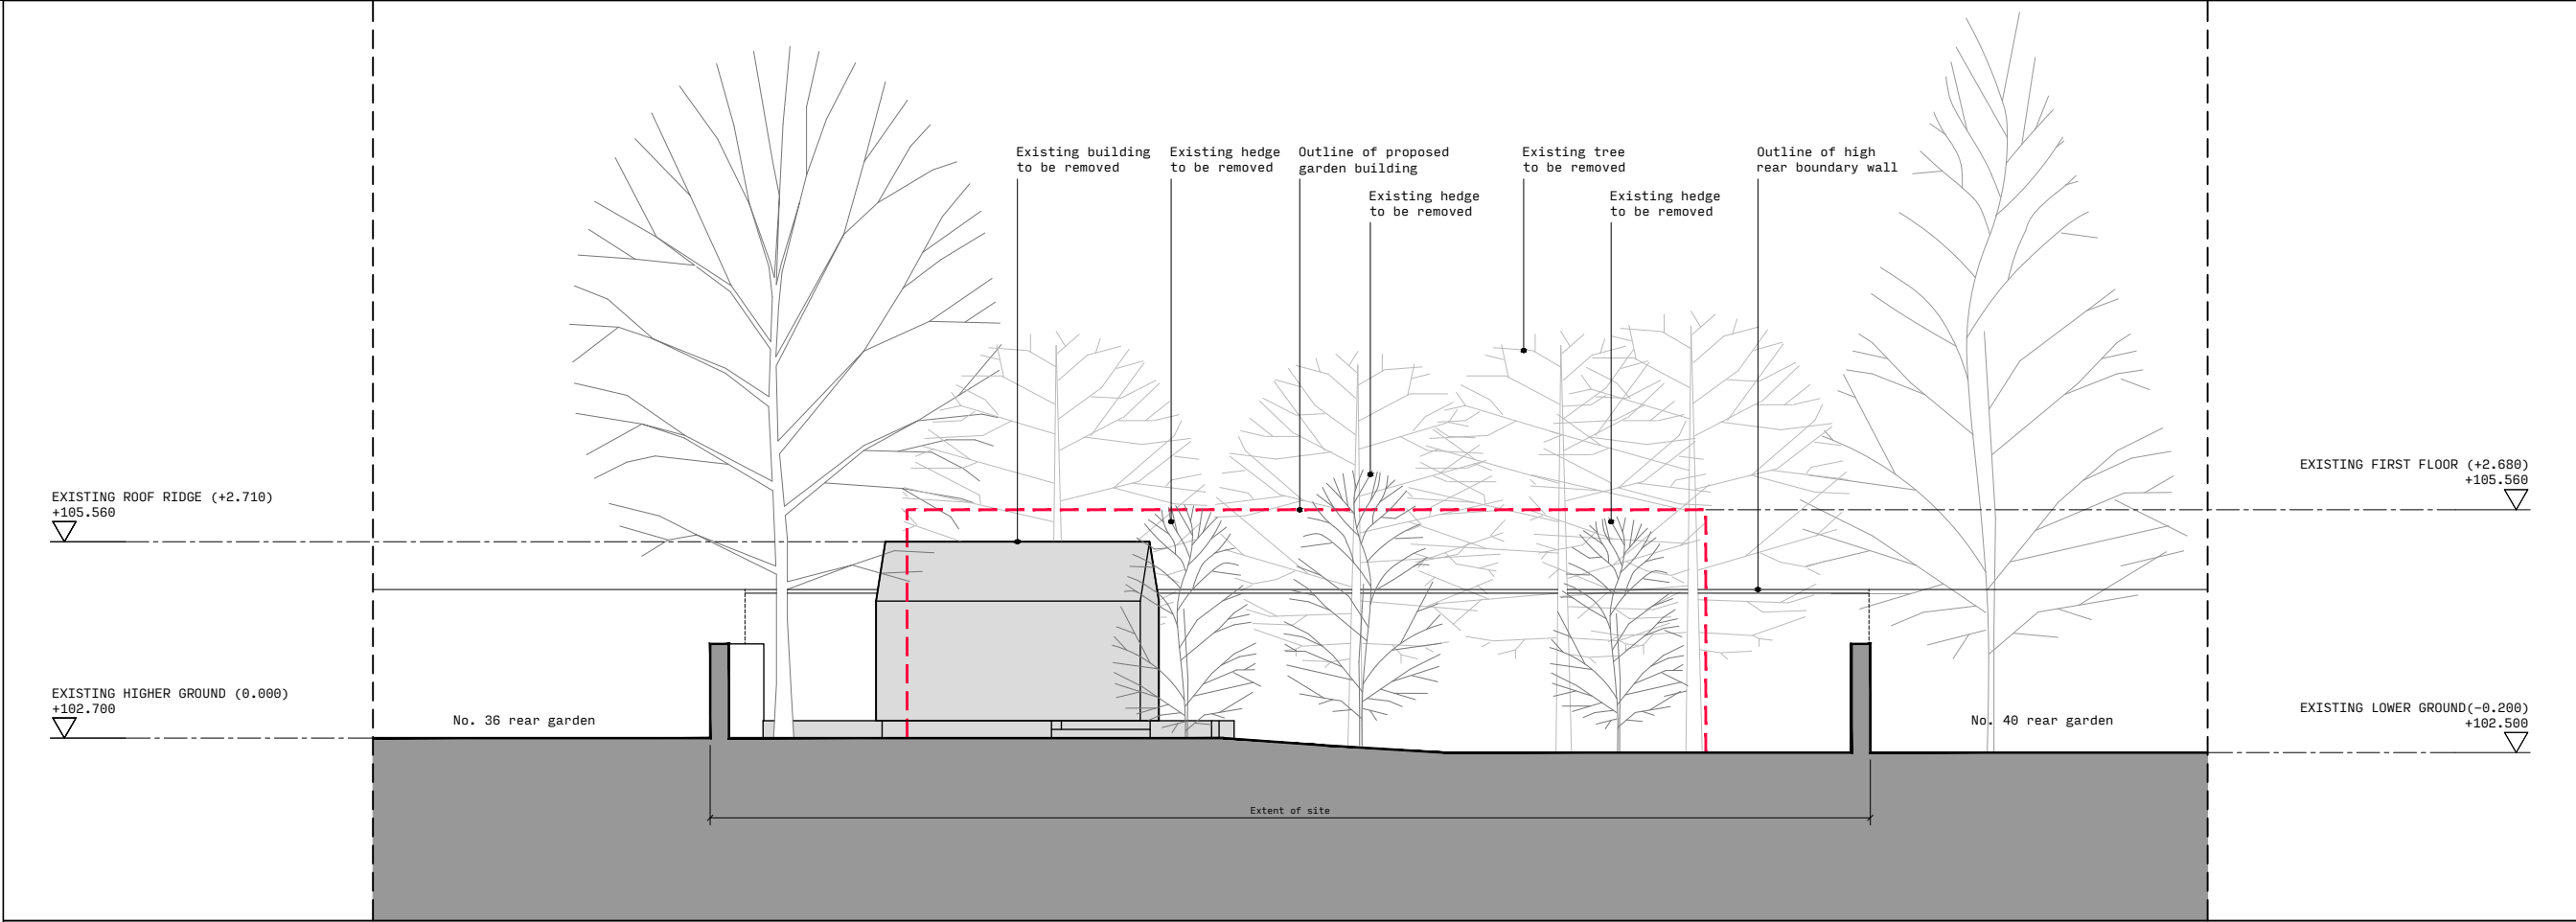 Existing building
to be removed
Existing hedge
to be removed
Outline of proposed
garden building
Existing tree
to be removed
Outline of high
rear boundary wall
Existing hedge
to be removed
Existing hedge
to be removed
EXISTING ROOF RIDGE (+2.710)
+105.560
EXISTING FIRST FLOOR (+2.680)
+105.560
EXISTING HIGHER GROUND (0.000)
+102.700
No. 36 rear garden
No. 40 rear garden
EXISTING LOWER GROUND(-0.200)
+102.500
Extent of site